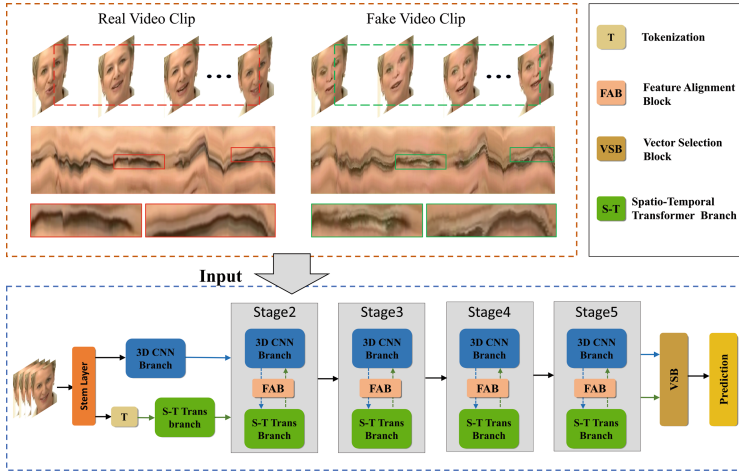 Real Video Clip
Fake Video Clip
T
Tokenization
FAB
Feature Alignment
Block
VSB
Vector Selection
Block
S-T
Spatio-Temporal
Transformer Branch
Input
Stem Layer
3D CNN
Branch
T
S-T Trans
branch
Stage2
3D CNN
Branch
FAB
S-T Trans
Branch
Stage3
3D CNN
Branch
FAB
S-T Trans
Branch
Stage4
3D CNN
Branch
FAB
S-T Trans
Branch
Stage5
3D CNN
Branch
FAB
S-T Trans
Branch
VSB
Prediction